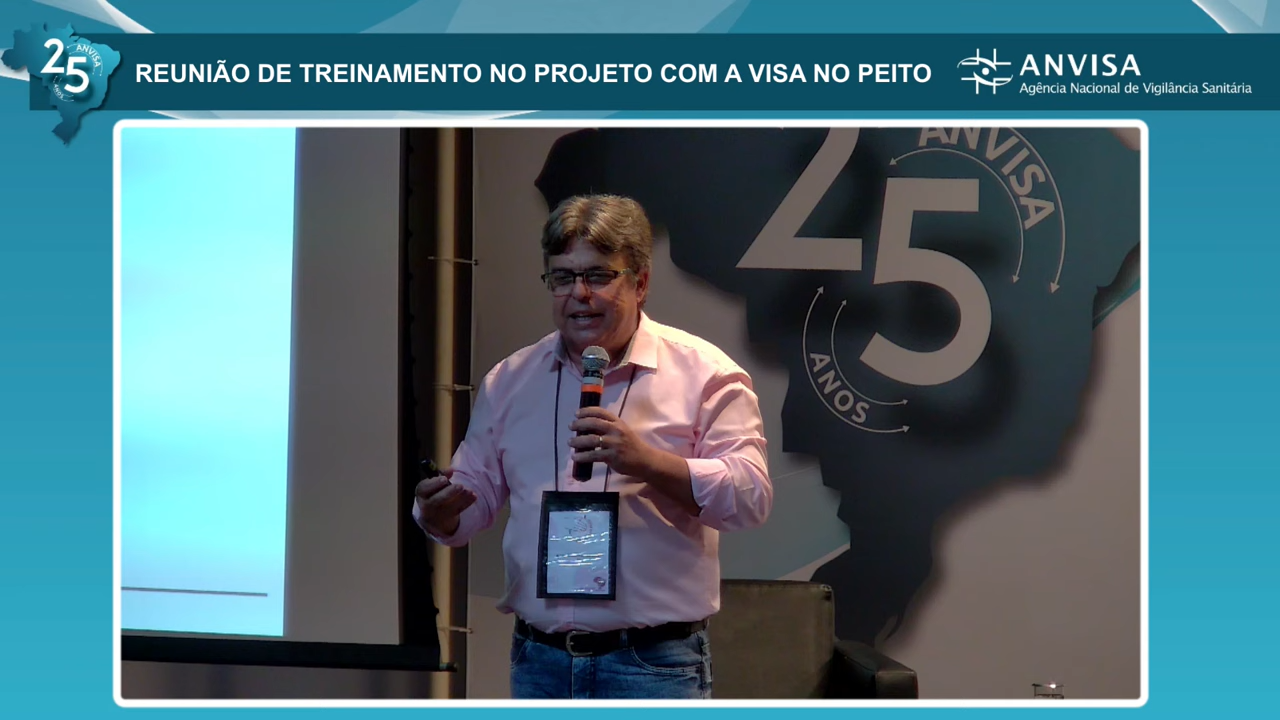 25
ANVISA
ANOS
REUNIÃO DE TREINAMENTO NO PROJETO COM A VISA NO PEITO
ANVISA
Agência Nacional de Vigilância Sanitária
ANVISA
25
ANOS